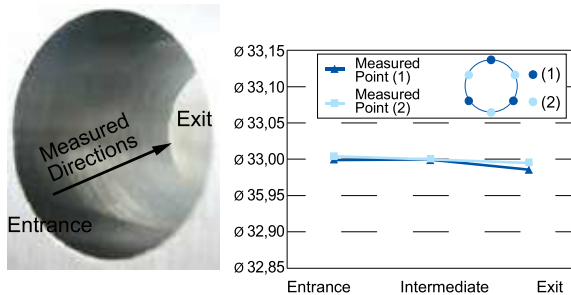 Measured
Directions
Exit
Entrance
Ø 33,15
Ø 33,10
Ø 33,05
Ø 33,00
Ø 35,95
Ø 32,90
Ø 32,85
Measured
Point (1)
Measured
Point (2)
(1)
(2)
Entrance Intermediate Exit